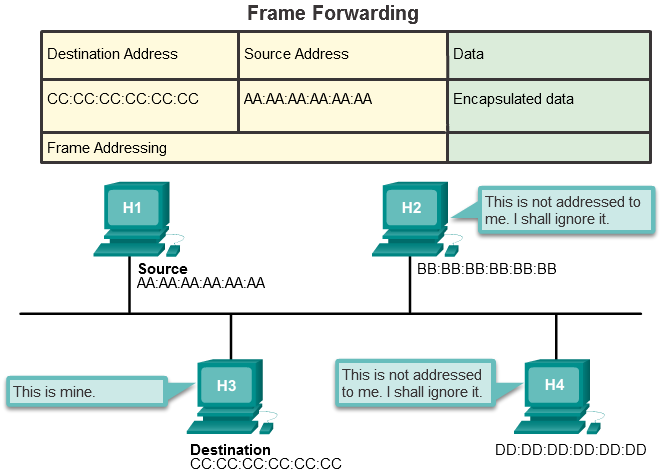 Frame Forwarding
Destination Address
Source Address
Data
CC:CC:CC:CC:CC:CC
AA:AA:AA:AA:AA:AA
Encapsulated data
Frame Addressing
H1
H2
This is not addressed to
me. I shall ignore it.
Source
AA:AA:AA:AA:AA:AA
BB:BB:BB:BB:BB:BB
This is mine.
H3
This is not addressed
to me. I shall ignore it.
H4
Destination
CC:CC:CC:CC:CC:CC
DD:DD:DD:DD:DD:DD